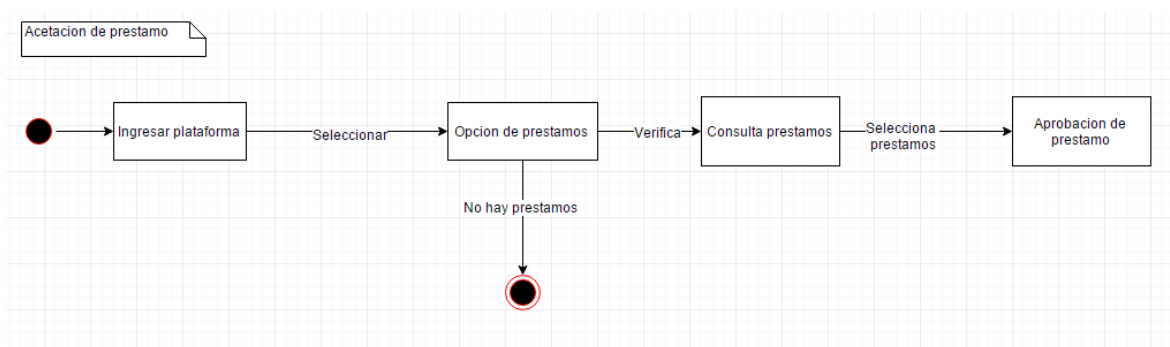 Acetacion de prestamo
Ingresar plataforma
Seleccionar
Opcion de prestamos
Verifica
Consulta prestamos
Selecciona
prestamos
Aprobacion de
prestamo
No hay prestamos